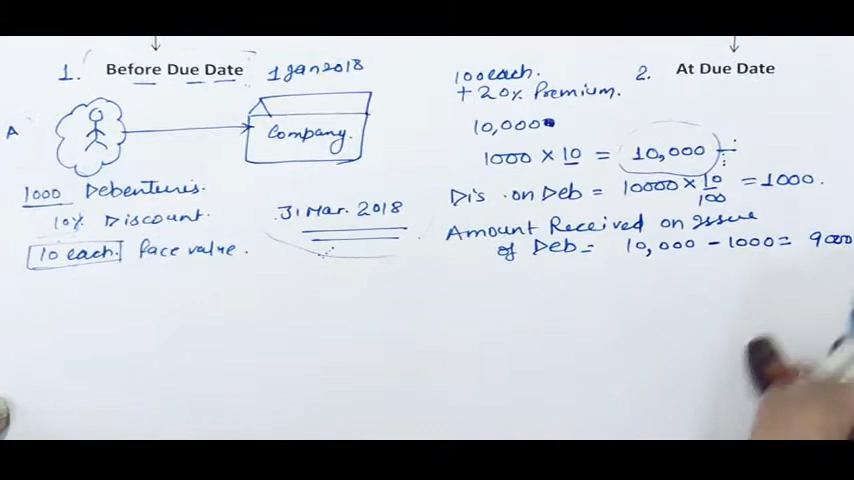 1. Before Due Date 1 Jan 2018
A
Company.
1000 Debentures.
10% Discount.
10 each. face value.
31 Mar. 2018
100 each.
+ 20% Premium.
2. At Due Date
10,000
1000 × 10 = 10,000
Dis. on Deb = 10000 × 10/100 = 1000.
Amount Received on Issue
of Deb = 10,000 - 1000 = 9000